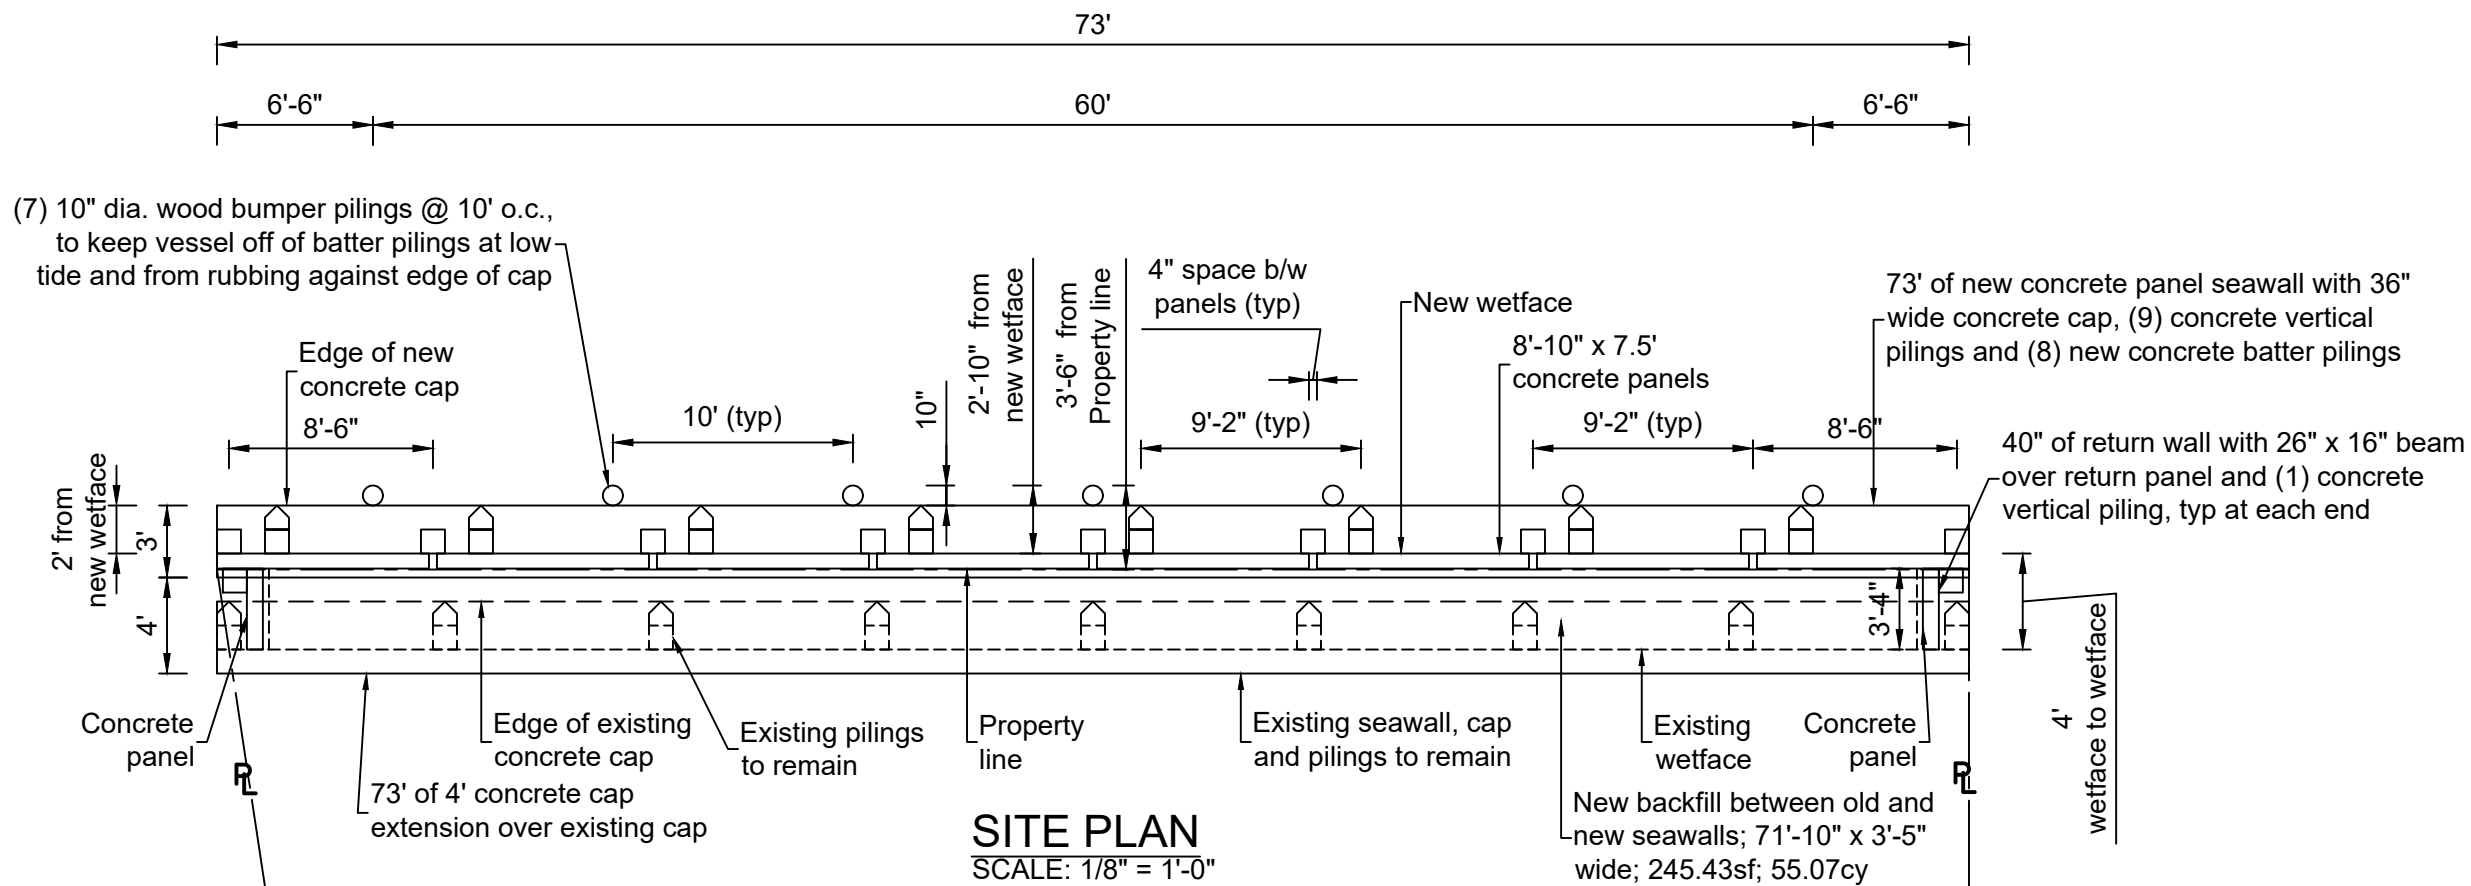 73'
6'-6"
60'
6'-6"
(7) 10" dia. wood bumper pilings @ 10' o.c.,
to keep vessel off of batter pilings at low
tide and from rubbing against edge of cap
Edge of new
concrete cap
8'-6"
10' (typ)
10"
2'-10" from
new wetface
3'-6" from
Property line
4" space b/w
panels (typ)
9'-2" (typ)
New wetface
8'-10" x 7.5'
concrete panels
9'-2" (typ)
8'-6"
73' of new concrete panel seawall with 36"
wide concrete cap, (9) concrete vertical
pilings and (8) new concrete batter pilings
40" of return wall with 26" x 16" beam
over return panel and (1) concrete
vertical piling, typ at each end
2' from
new wetface
3'
4'
3'-4"
4'
wetface to wetface
Concrete
panel
PL
73' of 4' concrete cap
extension over existing cap
Edge of existing
concrete cap
Existing pilings
to remain
Property
line
Existing seawall, cap
and pilings to remain
Existing
wetface
Concrete
panel
PL
New backfill between old and
new seawalls; 71'-10" x 3'-5"
wide; 245.43sf; 55.07cy
SITE PLAN
SCALE: 1/8" = 1'-0"